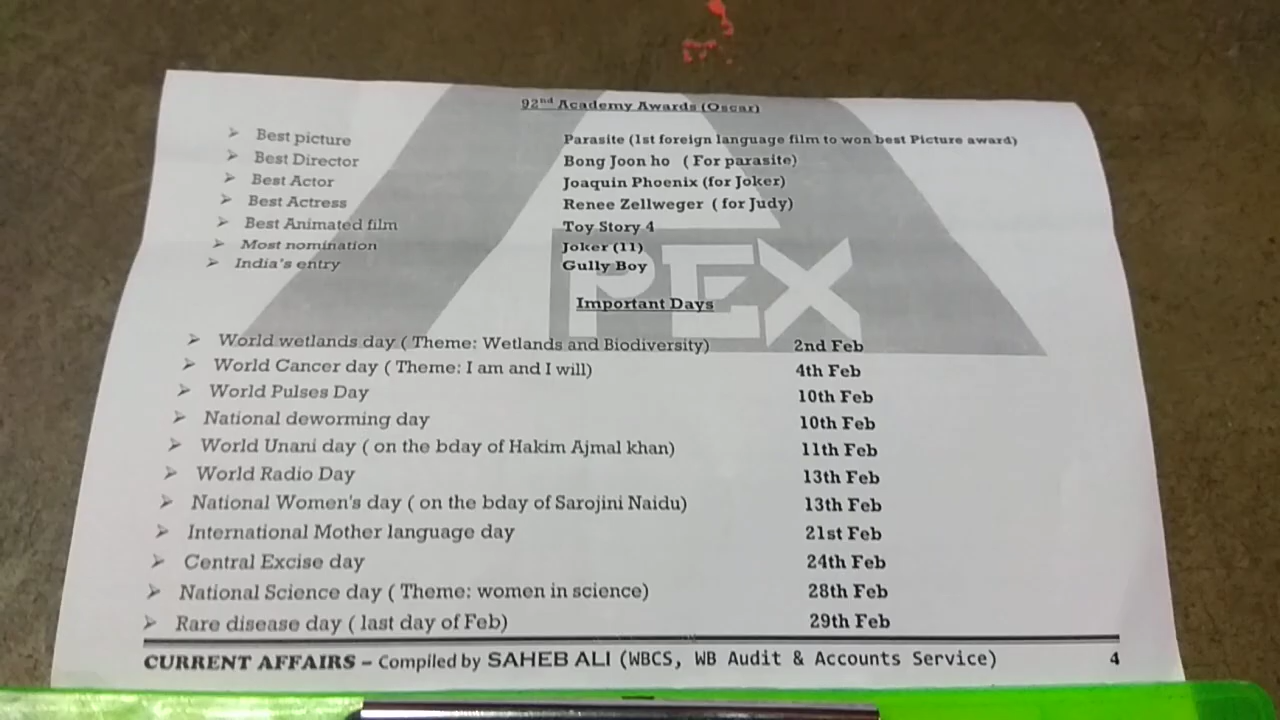 92nd Academy Awards (Oscar)
➢ Best picture Parasite (1st foreign language film to won best Picture award)
➢ Best Director Bong Joon ho ( For parasite)
➢ Best Actor Joaquin Phoenix (for Joker)
➢ Best Actress Renee Zellweger ( for Judy)
➢ Best Animated film Toy Story 4
➢ Most nomination Joker (11)
➢ India's entry Gully Boy
PEX
Important Days
➢ World wetlands day ( Theme: Wetlands and Biodiversity) 2nd Feb
➢ World Cancer day ( Theme: I am and I will) 4th Feb
➢ World Pulses Day 10th Feb
➢ National deworming day 10th Feb
➢ World Unani day ( on the bday of Hakim Ajmal khan) 11th Feb
➢ World Radio Day 13th Feb
➢ National Women's day ( on the bday of Sarojini Naidu) 13th Feb
➢ International Mother language day 21st Feb
➢ Central Excise day 24th Feb
➢ National Science day ( Theme: women in science) 28th Feb
➢ Rare disease day ( last day of Feb) 29th Feb
CURRENT AFFAIRS – Compiled by SAHEB ALI (WBCS, WB Audit & Accounts Service) 4